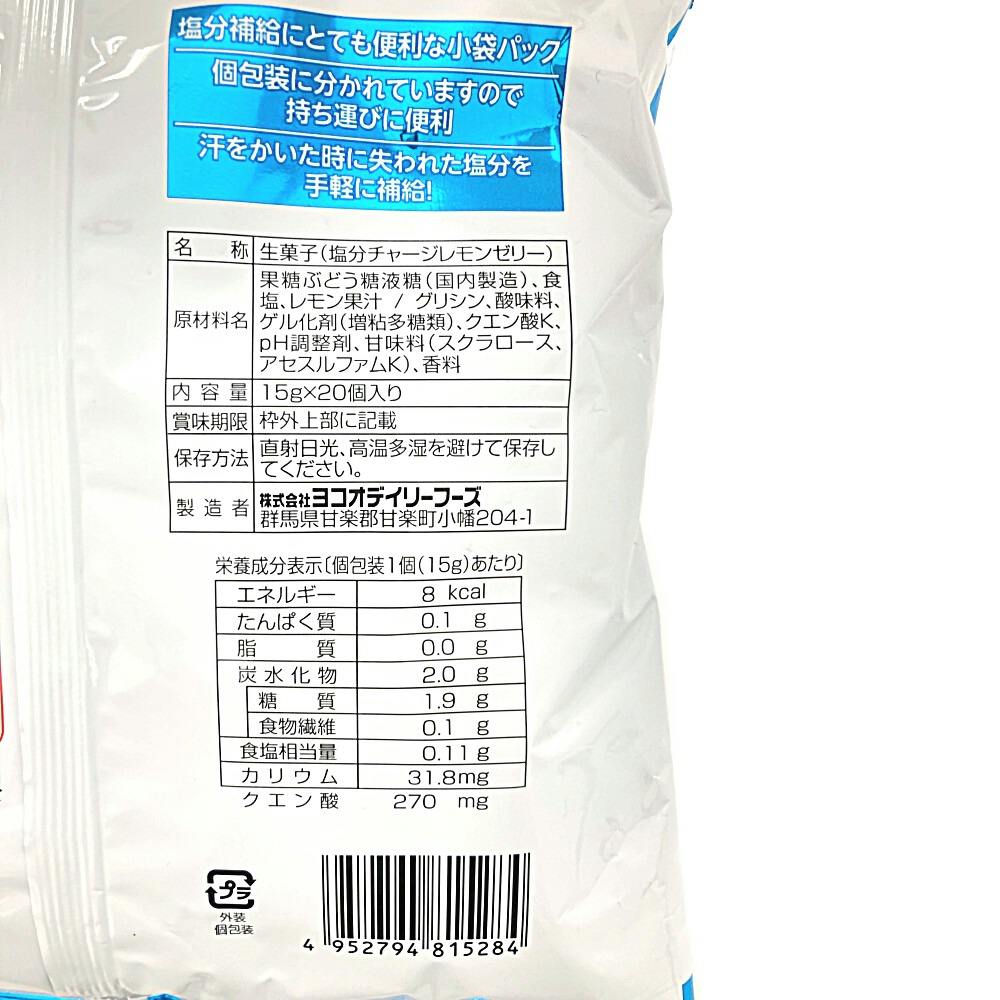 塩分補給にとても便利な小袋パック
個包装に分かれていますので
持ち運びに便利
汗をかいた時に失われた塩分を
手軽に補給!
名称 生菓子(塩分チャージレモンゼリー)
原材料名 果糖ぶどう糖液糖(国内製造)、食
塩、レモン果汁 / グリシン、酸味料、
ゲル化剤(増粘多糖類)、クエン酸K、
pH調整剤、甘味料(スクラロース、
アセスルファムK)、香料
内容量 15g×20個入り
賞味期限 枠外上部に記載
保存方法 直射日光、高温多湿を避けて保存し
てください。
製造者 株式会社ヨコオデイリーフーズ
群馬県甘楽郡甘楽町小幡204-1
栄養成分表示〔個包装1個(15g)あたり〕
エネルギー 8 kcal
たんぱく質 0.1 g
脂質 0.0 g
炭水化物 2.0 g
糖質 1.9 g
食物繊維 0.1 g
食塩相当量 0.11 g
カリウム 31.8mg
クエン酸 270 mg
プラ
外装
個包装
4 952794 815284